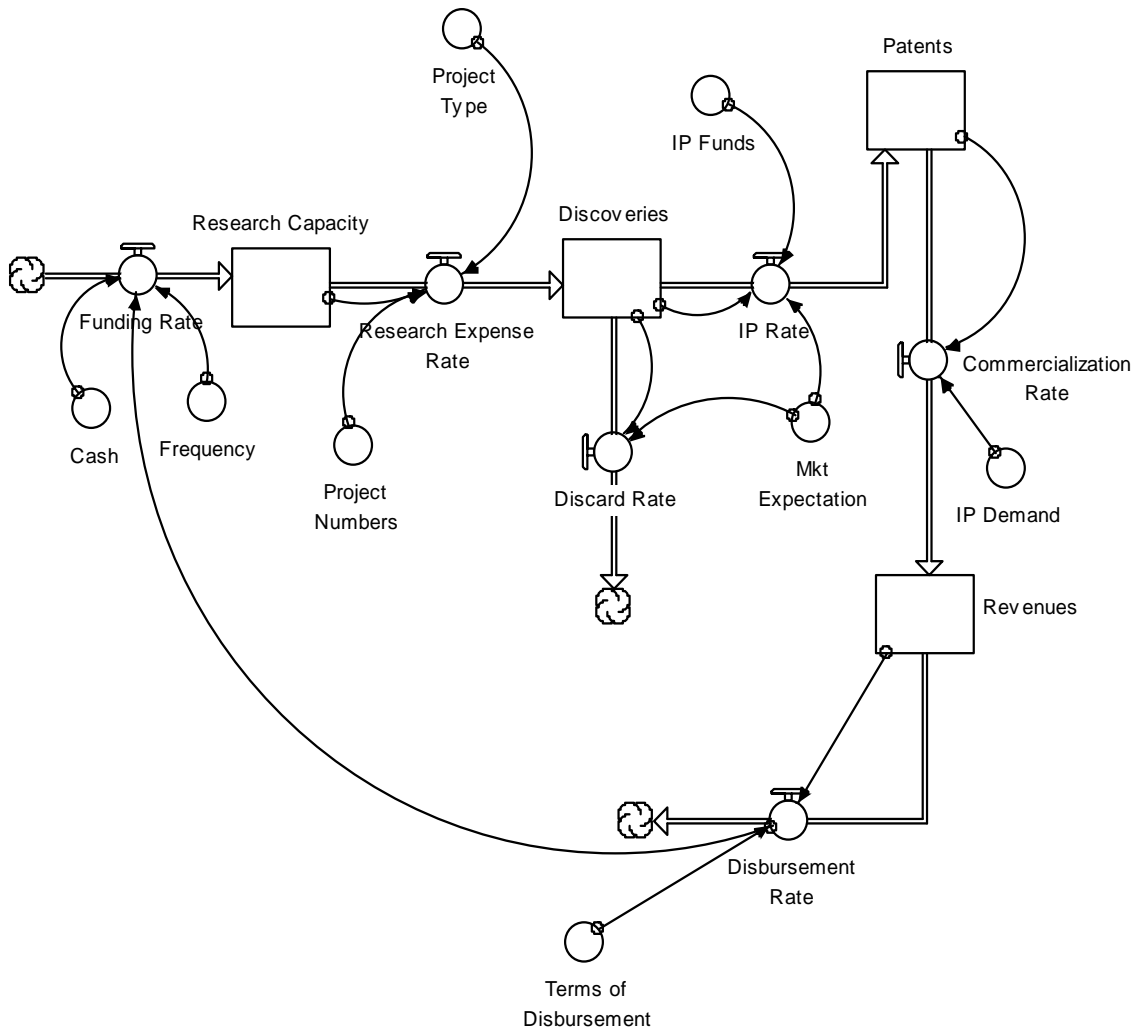 Patents
Project
Type
IP Funds
Research Capacity
Discoveries
Funding Rate
Research Expense
Rate
IP Rate
Commercialization
Rate
Cash
Frequency
Project
Numbers
Discard Rate
Mkt
Expectation
IP Demand
Revenues
Disbursement
Rate
Terms of
Disbursement